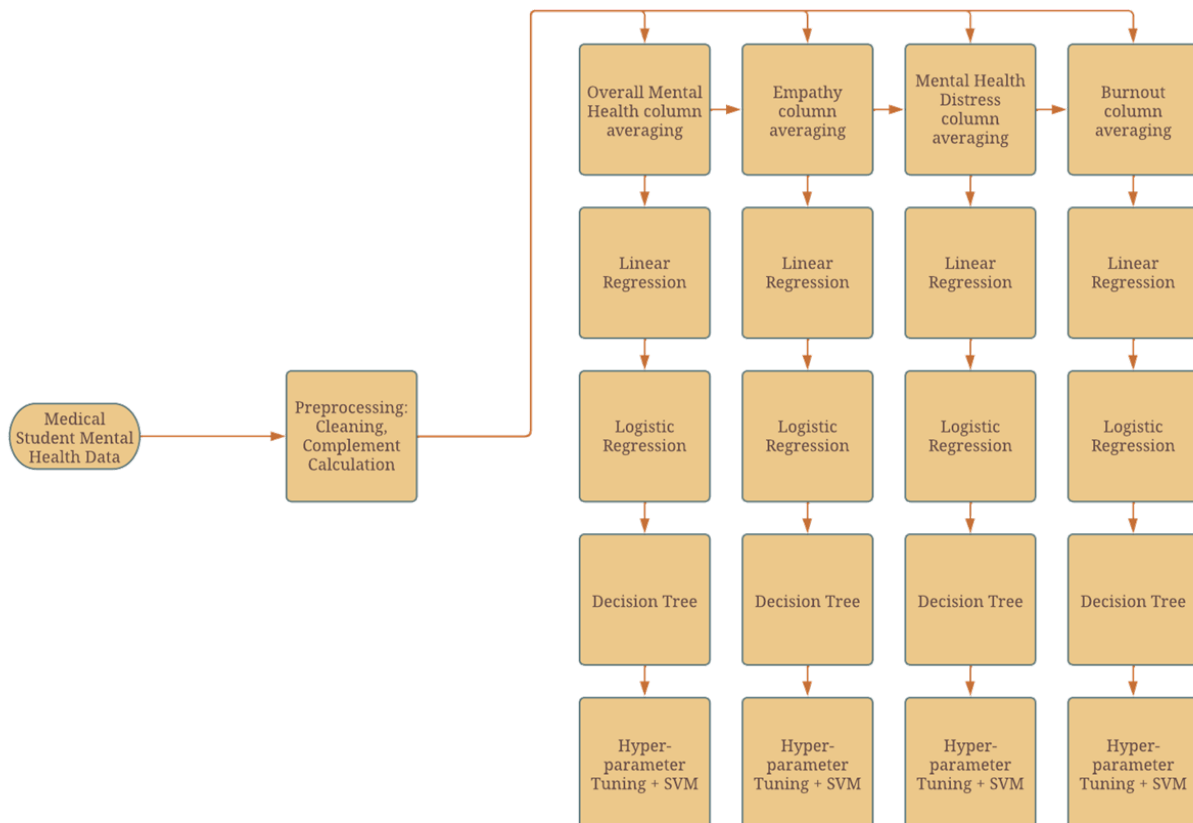 Medical
Student Mental
Health Data
Preprocessing:
Cleaning,
Complement
Calculation
Overall Mental
Health column
averaging
Empathy
column
averaging
Mental Health
Distress
column
averaging
Burnout
column
averaging
Linear
Regression
Linear
Regression
Linear
Regression
Linear
Regression
Logistic
Regression
Logistic
Regression
Logistic
Regression
Logistic
Regression
Decision Tree
Decision Tree
Decision Tree
Decision Tree
Hyper-
parameter
Tuning + SVM
Hyper-
parameter
Tuning + SVM
Hyper-
parameter
Tuning + SVM
Hyper-
parameter
Tuning + SVM